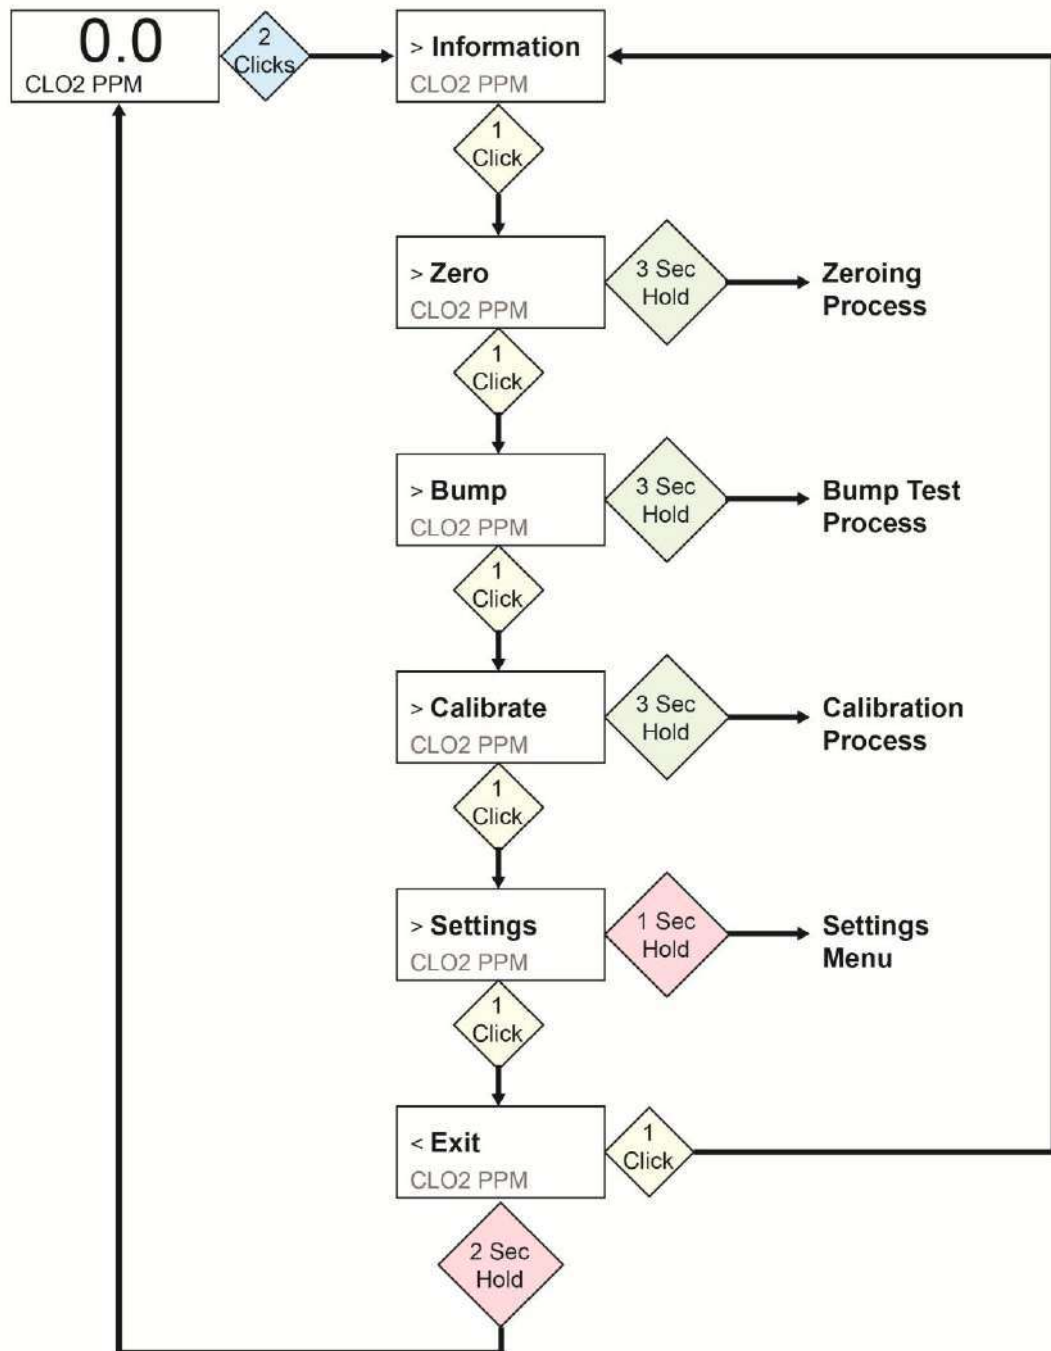 0.0
CLO2 PPM
2
Clicks
> Information
CLO2 PPM
1
Click
> Zero
CLO2 PPM
3 Sec
Hold
Zeroing
Process
1
Click
> Bump
CLO2 PPM
3 Sec
Hold
Bump Test
Process
1
Click
> Calibrate
CLO2 PPM
3 Sec
Hold
Calibration
Process
1
Click
> Settings
CLO2 PPM
1 Sec
Hold
Settings
Menu
1
Click
< Exit
CLO2 PPM
1
Click
2 Sec
Hold